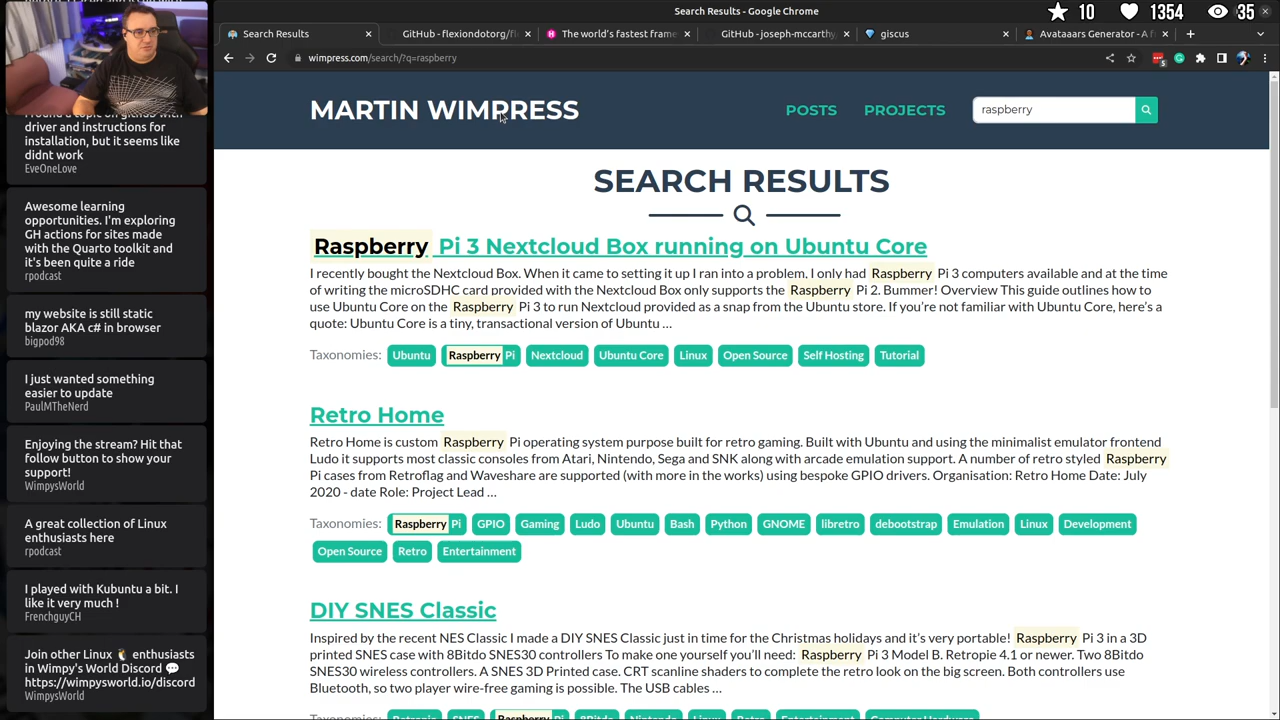 Search Results - Google Chrome
10
1354
35
Search Results
GitHub - flexiondotorg/fl
The world's fastest frame
GitHub - joseph-mccarthy
giscus
Avataaars Generator - A f
wimpress.com/search/?q=raspberry
driver and instructions for
installation, but it seems like
didnt work
EveOneLove
Awesome learning
opportunities. I'm exploring
GH actions for sites made
with the Quarto toolkit and
it's been quite a ride
rpodcast
my website is still static
blazor AKA c# in browser
bigpod98
I just wanted something
easier to update
PaulMTheNerd
Enjoying the stream? Hit that
follow button to show your
support!
WimpysWorld
A great collection of Linux
enthusiasts here
rpodcast
I played with Kubuntu a bit. I
like it very much !
FrenchguyCH
Join other Linux 🐧 enthusiasts
in Wimpy's World Discord 💬
https://wimpysworld.io/discord
WimpysWorld
MARTIN WIMPRESS
POSTS
PROJECTS
raspberry
SEARCH RESULTS
Raspberry Pi 3 Nextcloud Box running on Ubuntu Core
I recently bought the Nextcloud Box. When it came to setting it up I ran into a problem, I only had Raspberry Pi 3 computers available and at the time
of writing the microSDHC card provided with the Nextcloud Box only supports the Raspberry Pi 2. Bummer! Overview This guide outlines how to
use Ubuntu Core on the Raspberry Pi 3 to run Nextcloud provided as a snap from the Ubuntu store. If you're not familiar with Ubuntu Core, here's a
quote: Ubuntu Core is a tiny, transactional version of Ubuntu ...
Taxonomies: Ubuntu Raspberry Pi Nextcloud Ubuntu Core Linux Open Source Self Hosting Tutorial
Retro Home
Retro Home is custom Raspberry Pi operating system purpose built for retro gaming. Built with Ubuntu and using the minimalist emulator frontend
Ludo it supports most classic consoles from Atari, Nintendo, Sega and SNK along with arcade emulation support. A number of retro styled Raspberry
Pi cases from Retroflag and Waveshare are supported (with more in the works) using bespoke GPIO drivers. Organisation: Retro Home Date: July
2020 - date Role: Project Lead ...
Taxonomies: Raspberry Pi GPIO Gaming Ludo Ubuntu Bash Python GNOME libretro debootstrap Emulation Linux Development
Open Source Retro Entertainment
DIY SNES Classic
Inspired by the recent NES Classic I made a DIY SNES Classic just in time for the Christmas holidays and it's very portable! Raspberry Pi 3 in a 3D
printed SNES case with 8Bitdo SNES30 controllers To make one yourself you'll need: Raspberry Pi 3 Model B. Retropie 4.1 or newer. Two 8Bitdo
SNES30 wireless controllers. A SNES 3D Printed case. CRT scanline shaders to complete the retro look on the big screen. Both controllers use
Bluetooth, so two player wire-free gaming is possible. The USB cables ...
Taxonomies: Retropie SNES Raspberry Pi 8Bitdo Nintendo Linux Retro Entertainment Computer Hardware